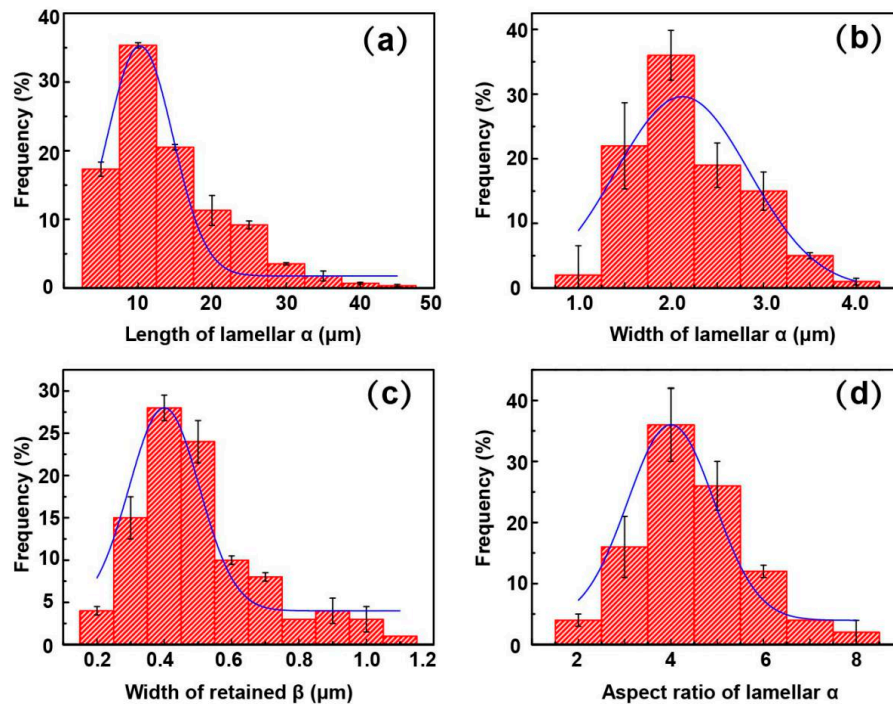 (a)
40
30
20
10
0
Frequency (%)
10 20 30 40 50
Length of lamellar α (μm)
(b)
40
30
20
10
0
Frequency (%)
1.0 2.0 3.0 4.0
Width of lamellar α (μm)
(c)
30
25
20
15
10
5
0
Frequency (%)
0.2 0.4 0.6 0.8 1.0 1.2
Width of retained β (μm)
(d)
40
30
20
10
0
Frequency (%)
2 4 6 8
Aspect ratio of lamellar α